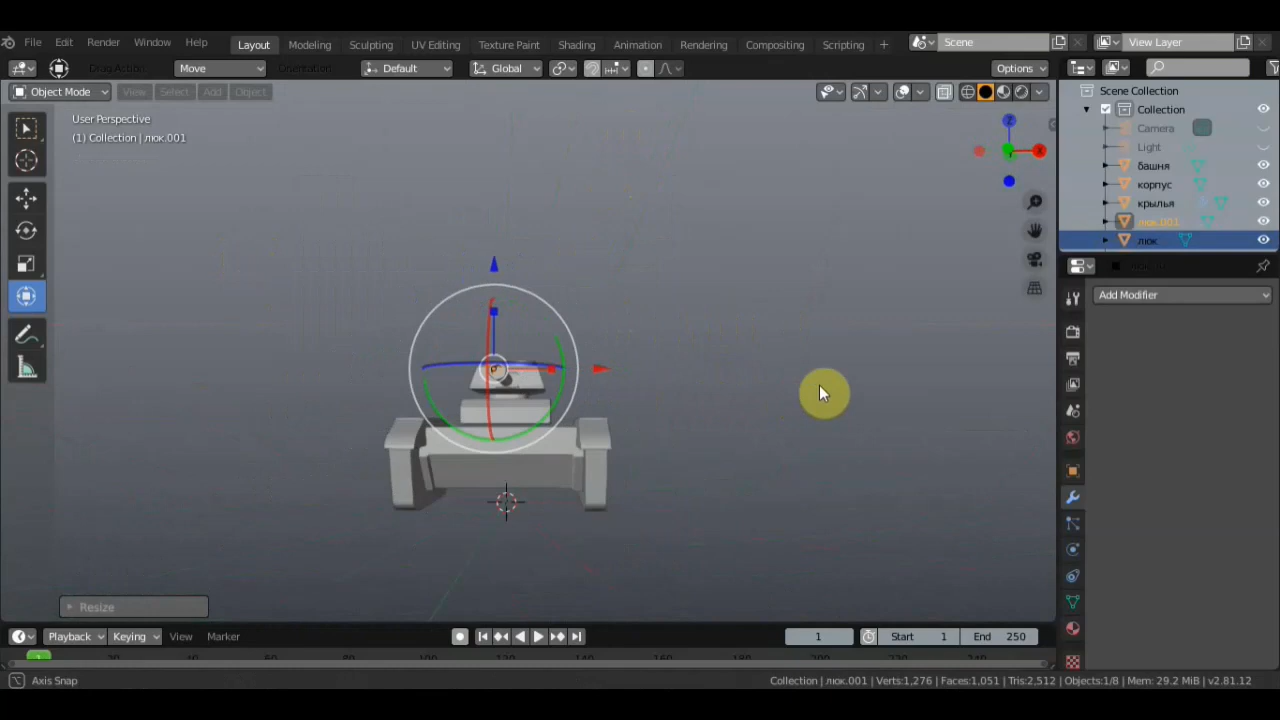 File Edit Render Window Help Layout Modeling Sculpting UV Editing Texture Paint Shading Animation Rendering Compositing Scripting + Scene View Layer
Drag Action Move Orientation Default Global Options
Object Mode View Select Add Object
User Perspective
(1) Collection | люк.001
Z
X
Y
Scene Collection
Collection
Camera
Light
башня
корпус
крылья
люк.001
люк
Add Modifier
Resize
Playback Keying View Marker 1 Start 1 End 250
Axis Snap Collection | люк.001 | Verts:1,276 | Faces:1,051 | Tris:2,512 | Objects:1/8 | Mem: 29.2 MiB | v2.81.12